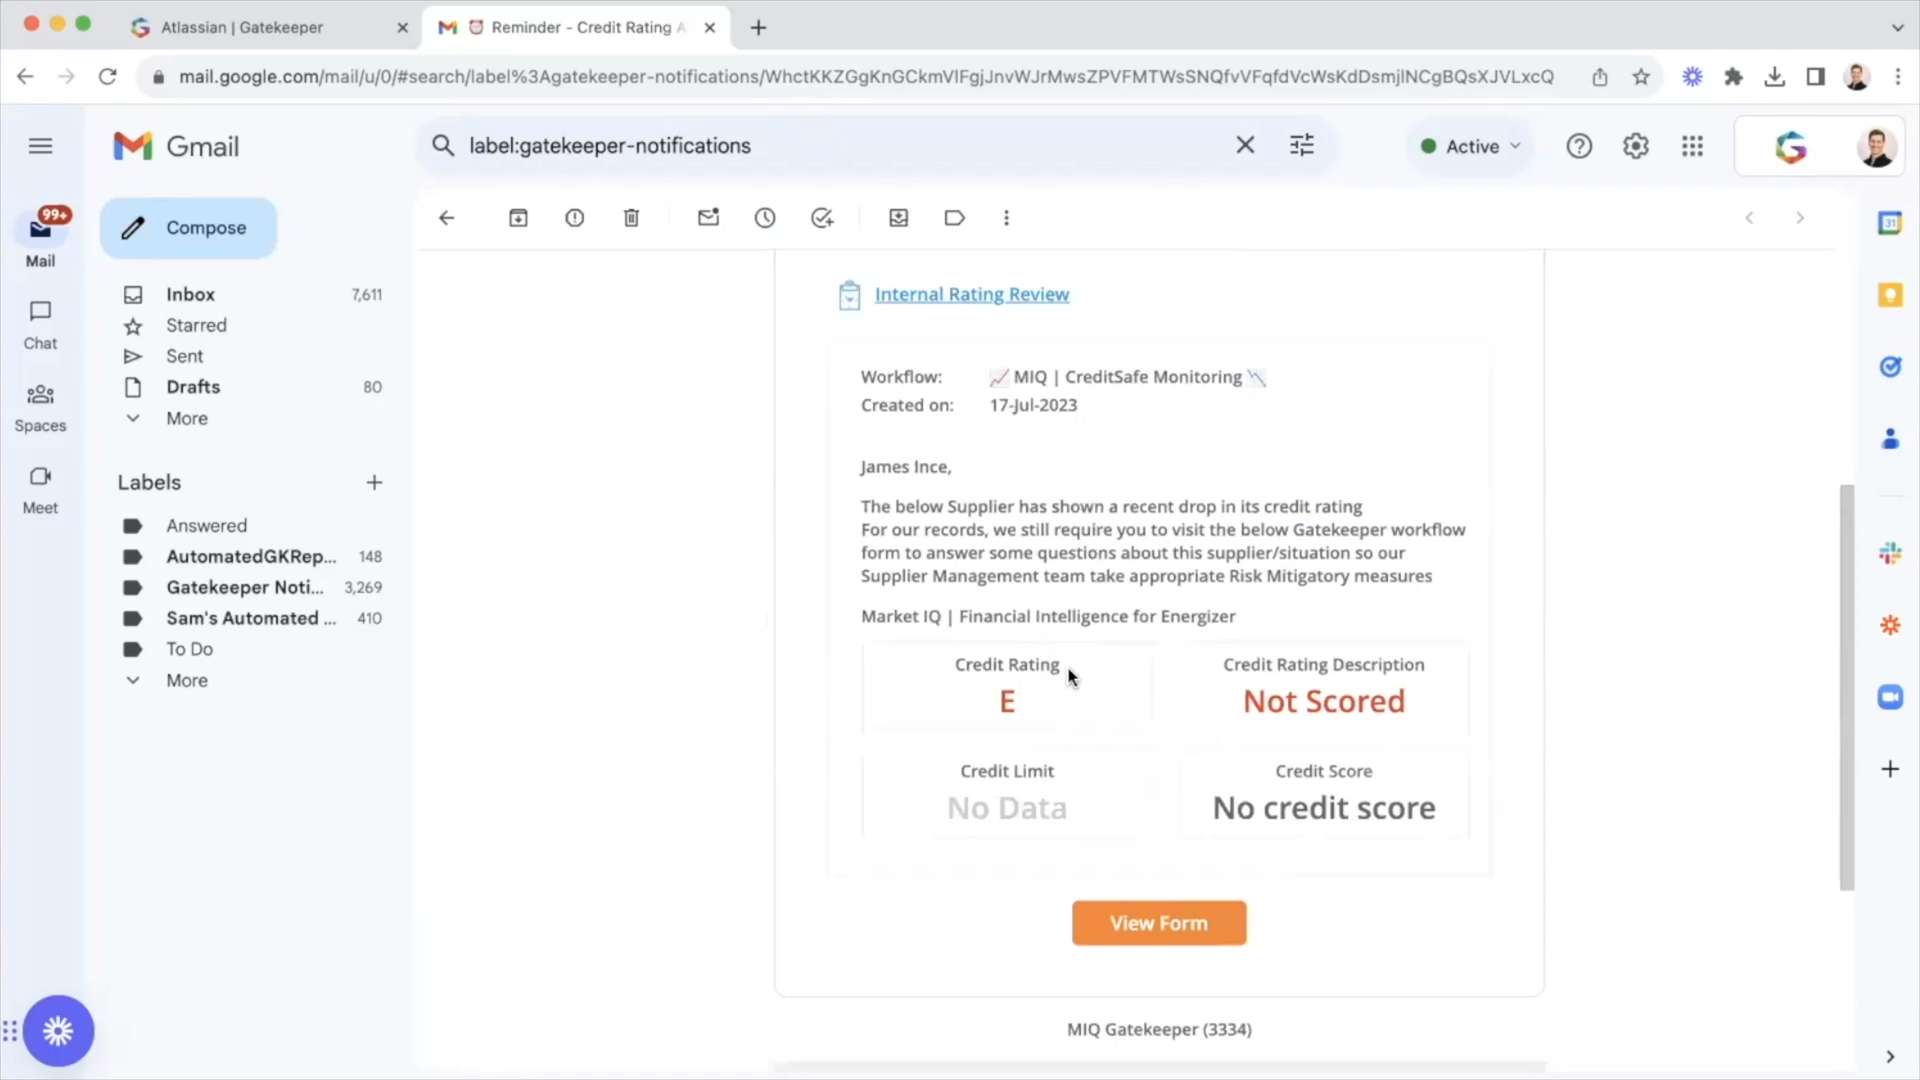 Atlassian | Gatekeeper
Reminder - Credit Rating A
mail.google.com/mail/u/0/#search/label%3Agatekeeper-notifications/WhctKKZGgKnGCkmVlFgjJnvWJrMwsZPVFMTWsSNQfvVFqfdVcWsKdDsmjlNCgBQsXJVLxcQ
Gmail
label:gatekeeper-notifications
Active
99+
Mail
Chat
Spaces
Meet
Compose
Inbox 7,611
Starred
Sent
Drafts 80
More
Labels
Answered
AutomatedGKRep... 148
Gatekeeper Noti... 3,269
Sam's Automated ... 410
To Do
More
Internal Rating Review
Workflow: MIQ | CreditSafe Monitoring
Created on: 17-Jul-2023
James Ince,
The below Supplier has shown a recent drop in its credit rating
For our records, we still require you to visit the below Gatekeeper workflow
form to answer some questions about this supplier/situation so our
Supplier Management team take appropriate Risk Mitigatory measures
Market IQ | Financial Intelligence for Energizer
Credit Rating
E
Credit Rating Description
Not Scored
Credit Limit
No Data
Credit Score
No credit score
View Form
MIQ Gatekeeper (3334)
31